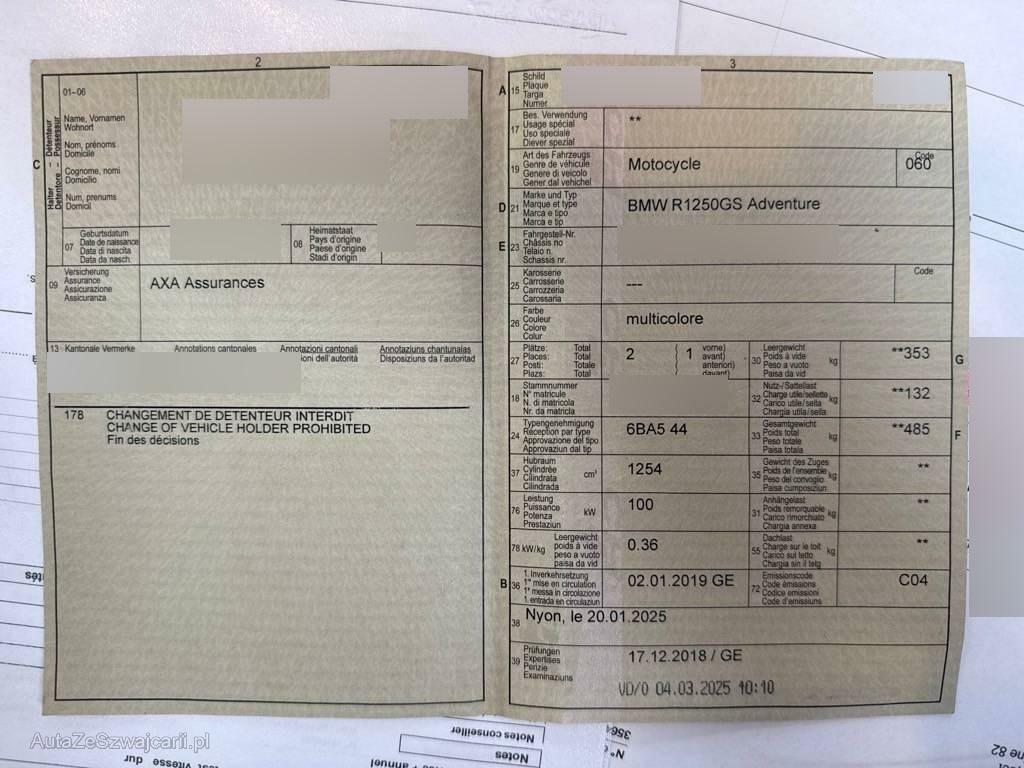 2
01–06
Name, Vornamen
Wohnort
Nom, prénoms
Domicile
Cognome, nomi
Domicilio
Num, prenums
Domicil
C
Halter – Détenteur
Detentore – Possessur
07
Geburtsdatum
Date de naissance
Data di nascita
Data da nasch.
08
Heimatstaat
Pays d'origine
Paese d'origine
Stadi d'origin
09
Versicherung
Assurance
Assicurazione
Assicuranza
AXA Assurances
13 Kantonale Vermerke
Annotations cantonales
Annotazioni cantonali
ioni dell'autorità
Annotaziuns chantunalas
Disposiziuns da l'autoritad
178 CHANGEMENT DE DETENTEUR INTERDIT
CHANGE OF VEHICLE HOLDER PROHIBITED
Fin des décisions
3
A 15
Schild
Plaque
Targa
Numer
17
Bes. Verwendung
Usage spécial
Uso speciale
Diever spezial
**
19
Art des Fahrzeugs
Genre de véhicule
Genere di veicolo
Gener dal vehichel
Motocycle
Code
060
D 21
Marke und Typ
Marque et type
Marca e tipo
Marca e tip
BMW R1250GS Adventure
E 23
Fahrgestell-Nr.
Châssis no
Telaio n.
Schassis nr.
25
Karosserie
Carrosserie
Carrozzeria
Carossaria
---
Code
26
Farbe
Couleur
Colore
Colur
multicolore
27
Plätze: Total
Places: Total
Posti: Totale
Plazs: Total
2
1
vorne)
avant)
anteriori)
davant)
30
Leergewicht
Poids à vide
Peso a vuoto
Paisa da vid
kg
**353
G
18
Stammnummer
N° matricule
N. di matricola
Nr. da matricla
32
Nutz-/Sattellast
Charge utile/sellette
Carico utile/sella
Chargia utila/sella
kg
**132
24
Typengenehmigung
Réception par type
Approvazione del tipo
Approvaziun dal tip
6BA5 44
33
Gesamtgewicht
Poids total
Peso totale
Paisa totala
kg
**485
F
37
Hubraum
Cylindrée
Cilindrata
Cilindrada
cm³
1254
35
Gewicht des Zuges
Poids de l'ensemble
Peso del convoglio
Paisa cumposiziun
kg
**
76
Leistung
Puissance
Potenza
Prestaziun
kW
100
31
Anhängelast
Poids remorquable
Carico rimorchiato
Chargia annexa
kg
**
78 kW/kg
Leergewicht
poids à vide
peso a vuoto
paisa da vid
0.36
55
Dachlast
Charge sur le toit
Carico sul tetto
Chargia sin il tetg
kg
**
B 36
1. Inverkehrsetzung
1re mise en circulation
1a messa in circolazione
1. entrada en circulaziun
02.01.2019 GE
72
Emissionscode
Code émissions
Codice emissioni
Code d'emissiuns
C04
38
Nyon, le 20.01.2025
39
Prüfungen
Expertises
Perizie
Examinaziuns
17.12.2018 / GE
VD/0 04.03.2025 10:10
AutaZeSzwajcarii.pl
Notes conseiller
Notes
N°
3564
annuel
vitesse
dur
82